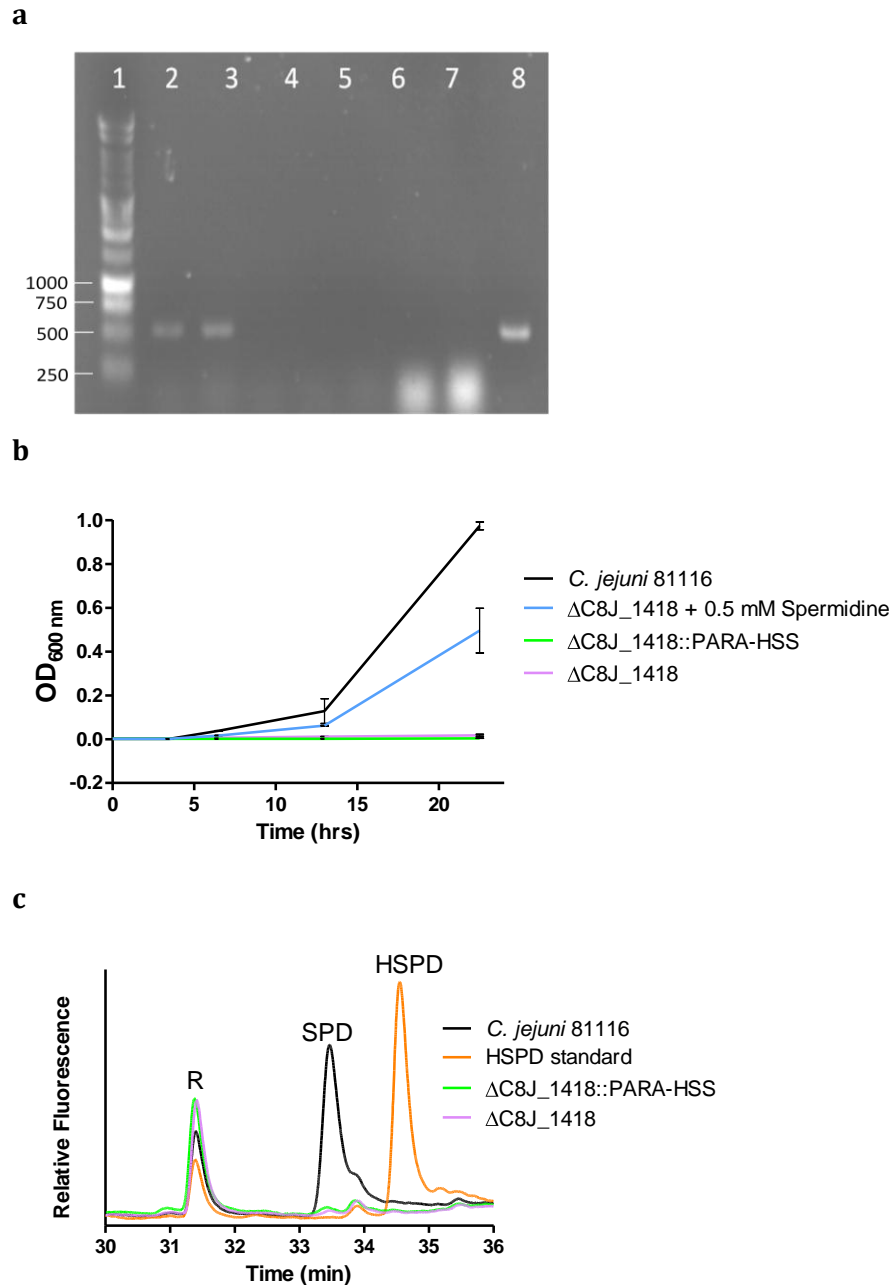 a
1 2 3 4 5 6 7 8
1000
750
500
250
b
OD600 nm
1.0
0.8
0.6
0.4
0.2
0.0
-0.2
0 5 10 15 20
Time (hrs)
C. jejuni 81116
ΔC8J_1418 + 0.5 mM Spermidine
ΔC8J_1418::PARA-HSS
ΔC8J_1418
c
Relative Fluorescence
R
SPD
HSPD
C. jejuni 81116
HSPD standard
ΔC8J_1418::PARA-HSS
ΔC8J_1418
30 31 32 33 34 35 36
Time (min)